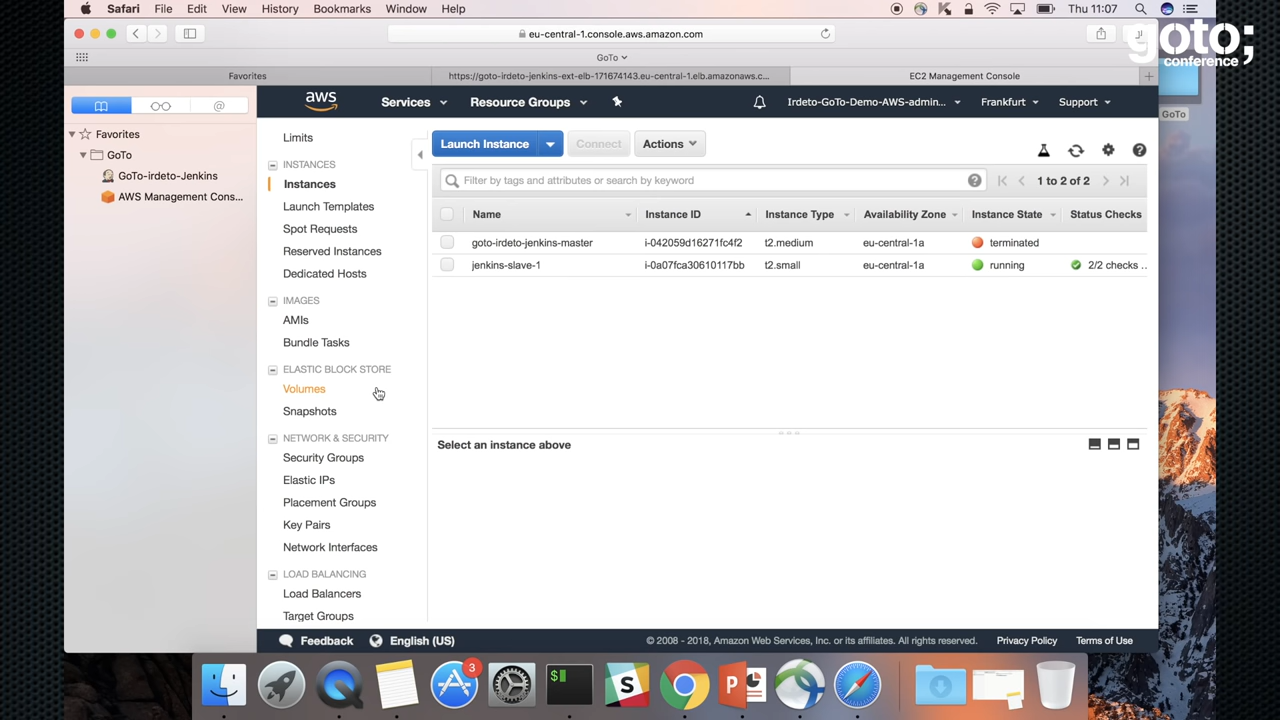 Safari File Edit View History Bookmarks Window Help Thu 11:07
goto;
conference
eu-central-1.console.aws.amazon.com
GoTo
Favorites https://goto-irdeto-jenkins-ext-elb-171674143.eu-central-1.elb.amazonaws.c... EC2 Management Console
aws Services Resource Groups Irdeto-GoTo-Demo-AWS-admin... Frankfurt Support
GoTo
Favorites
GoTo
GoTo-irdeto-Jenkins
AWS Management Cons...
Limits
INSTANCES
Instances
Launch Templates
Spot Requests
Reserved Instances
Dedicated Hosts
IMAGES
AMIs
Bundle Tasks
ELASTIC BLOCK STORE
Volumes
Snapshots
NETWORK & SECURITY
Security Groups
Elastic IPs
Placement Groups
Key Pairs
Network Interfaces
LOAD BALANCING
Load Balancers
Target Groups
Launch Instance Connect Actions
Filter by tags and attributes or search by keyword 1 to 2 of 2
Name Instance ID Instance Type Availability Zone Instance State Status Checks
goto-irdeto-jenkins-master i-042059d16271fc4f2 t2.medium eu-central-1a terminated
jenkins-slave-1 i-0a07fca30610117bb t2.small eu-central-1a running 2/2 checks ..
Select an instance above
Feedback English (US) © 2008 - 2018, Amazon Web Services, Inc. or its affiliates. All rights reserved. Privacy Policy Terms of Use
3
$
S
P